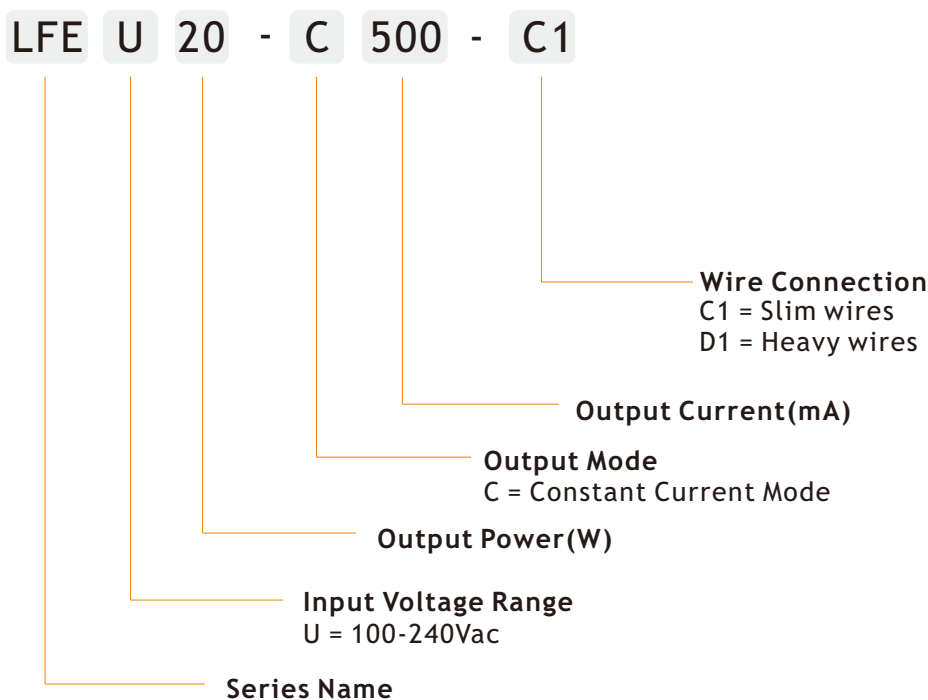 LFE U 20 - C 500 - C1
Wire Connection
C1 = Slim wires
D1 = Heavy wires
Output Current(mA)
Output Mode
C = Constant Current Mode
Output Power(W)
Input Voltage Range
U = 100-240Vac
Series Name